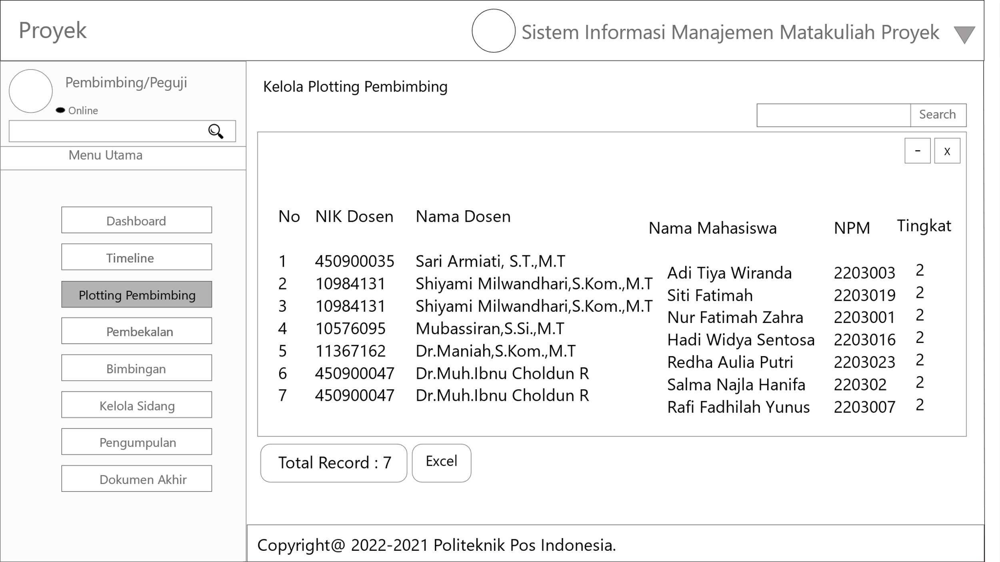 Proyek
Sistem Informasi Manajemen Matakuliah Proyek
Pembimbing/Peguji
Online
Menu Utama
Dashboard
Timeline
Plotting Pembimbing
Pembekalan
Bimbingan
Kelola Sidang
Pengumpulan
Dokumen Akhir
Kelola Plotting Pembimbing
Search
- x
No NIK Dosen Nama Dosen Nama Mahasiswa NPM Tingkat
1 450900035 Sari Armiati, S.T.,M.T Adi Tiya Wiranda 2203003 2
2 10984131 Shiyami Milwandhari,S.Kom.,M.T Siti Fatimah 2203019 2
3 10984131 Shiyami Milwandhari,S.Kom.,M.T Nur Fatimah Zahra 2203001 2
4 10576095 Mubassiran,S.Si.,M.T Hadi Widya Sentosa 2203016 2
5 11367162 Dr.Maniah,S.Kom.,M.T Redha Aulia Putri 2203023 2
6 450900047 Dr.Muh.Ibnu Choldun R Salma Najla Hanifa 220302 2
7 450900047 Dr.Muh.Ibnu Choldun R Rafi Fadhilah Yunus 2203007 2
Total Record : 7
Excel
Copyright@ 2022-2021 Politeknik Pos Indonesia.